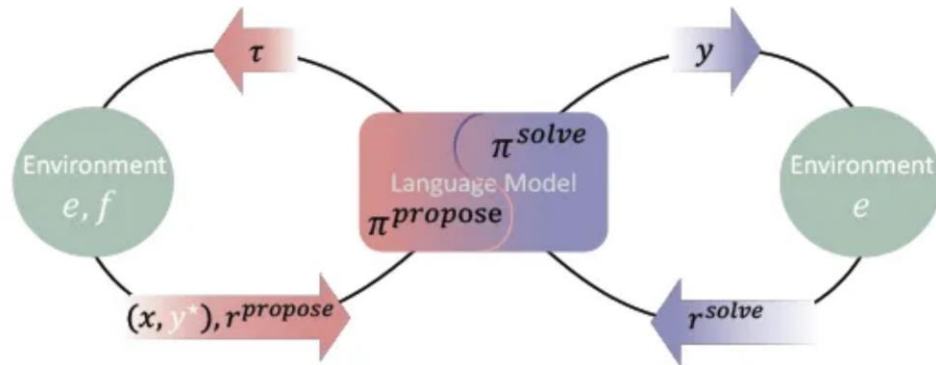 τ
y
Environment
e, f
π^solve
Language Model
π^propose
Environment
e
(x, y*), r^propose
r^solve